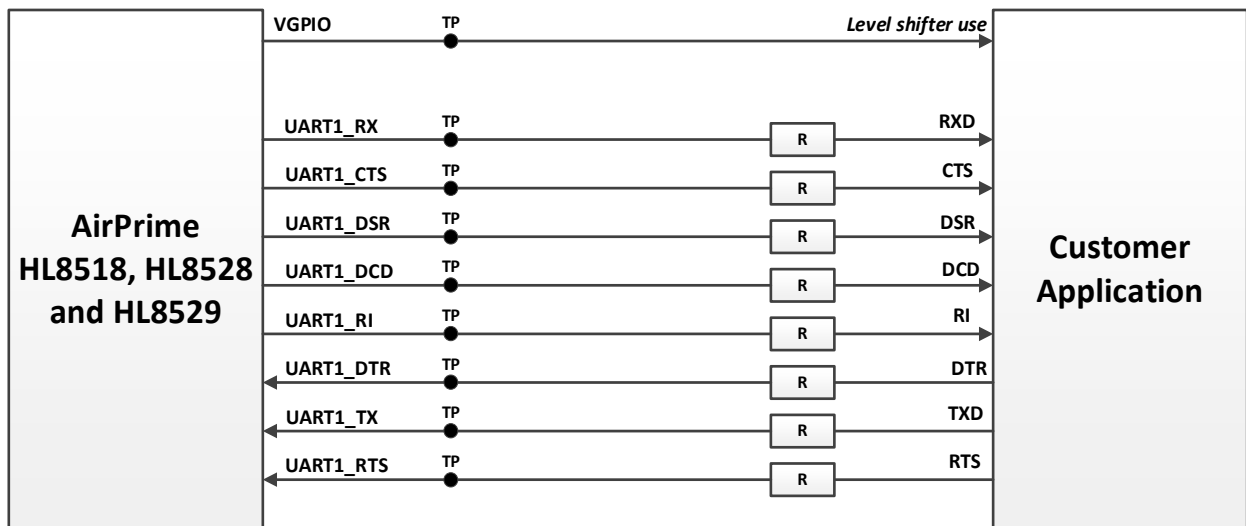 VGPIO TP Level shifter use
UART1_RX TP R RXD
UART1_CTS TP R CTS
UART1_DSR TP R DSR
UART1_DCD TP R DCD
UART1_RI TP R RI
UART1_DTR TP R DTR
UART1_TX TP R TXD
UART1_RTS TP R RTS
AirPrime
HL8518, HL8528
and HL8529
Customer
Application